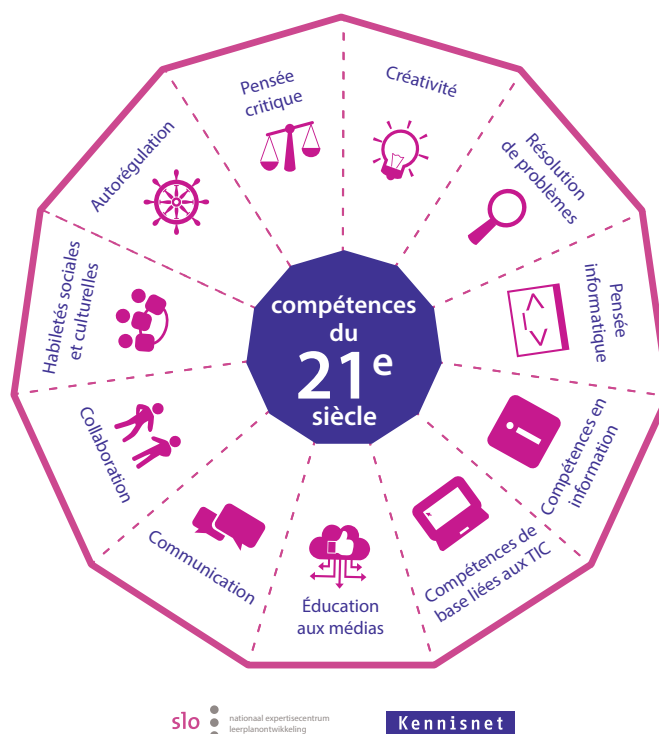 compétences
du
21e
siècle
Pensée
critique
Créativité
Résolution
de problèmes
Pensée
informatique
Compétences en
information
Compétences de
base liées aux TIC
Éducation
aux médias
Communication
Collaboration
Habiletés sociales
et culturelles
Autorégulation
slo
nationaal expertisecentrum
leerplanontwikkeling
Kennisnet